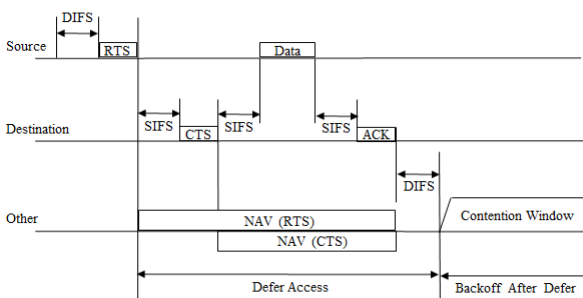 DIFS
Source
RTS
Data
Destination
SIFS
CTS
SIFS
SIFS
ACK
DIFS
Other
NAV (RTS)
Contention Window
NAV (CTS)
Defer Access
Backoff After Defer